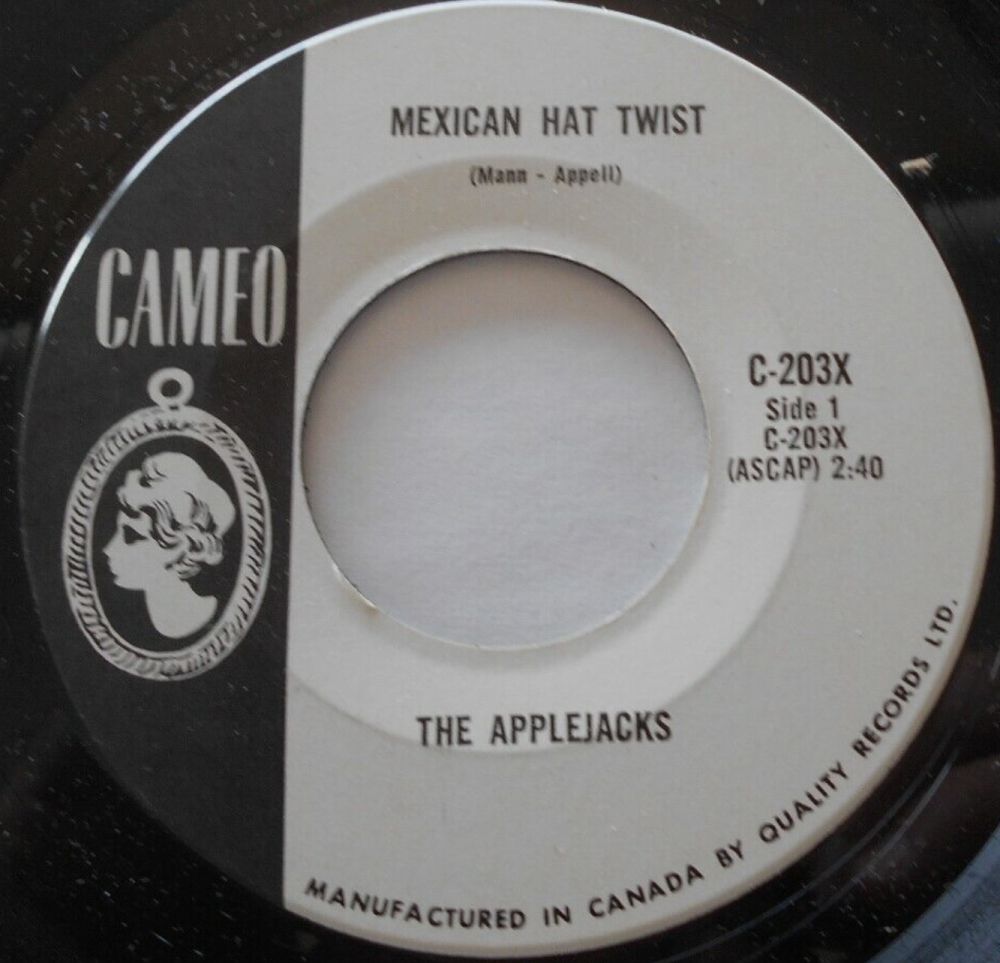 MEXICAN HAT TWIST
(Mann - Appell)
CAMEO
C-203X
Side 1
C-203X
(ASCAP) 2:40
THE APPLEJACKS
MANUFACTURED IN CANADA BY QUALITY RECORDS LTD.